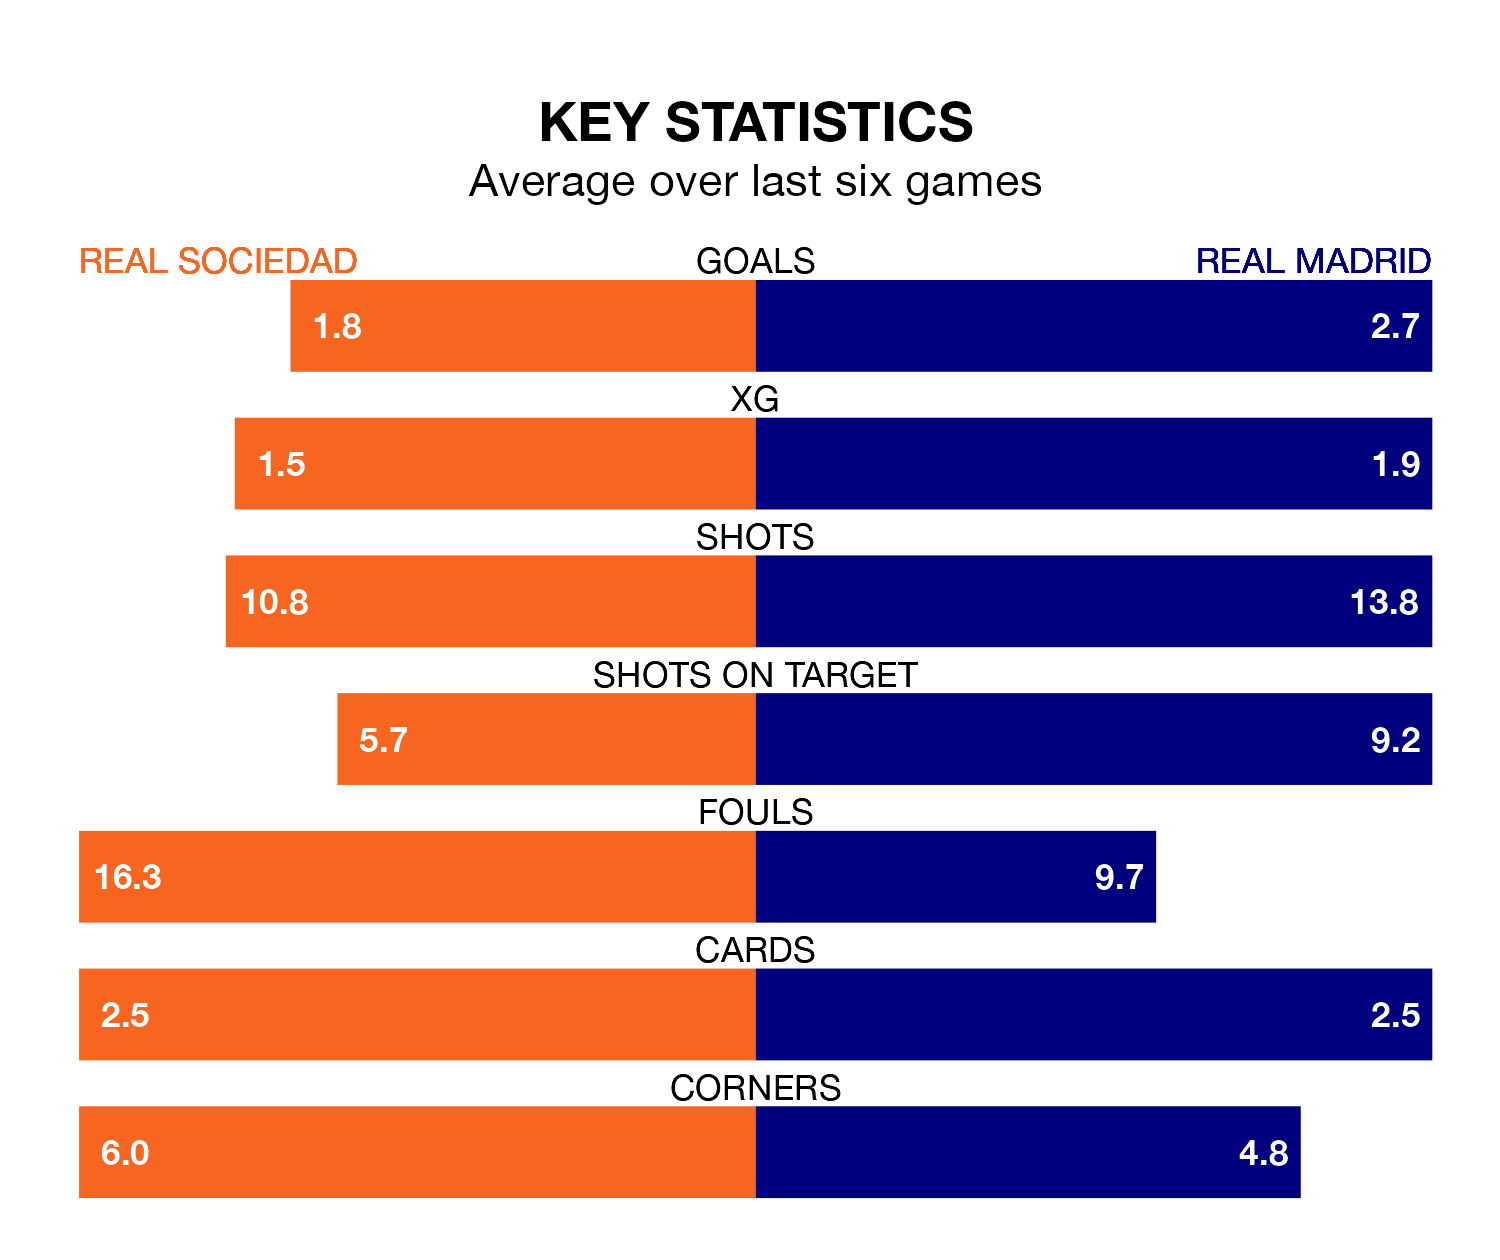 KEY STATISTICS
Average over last six games
REAL SOCIEDAD GOALS REAL MADRID
1.8 2.7
XG
1.5 1.9
SHOTS
10.8 13.8
SHOTS ON TARGET
5.7 9.2
FOULS
16.3 9.7
CARDS
2.5 2.5
CORNERS
6.0 4.8